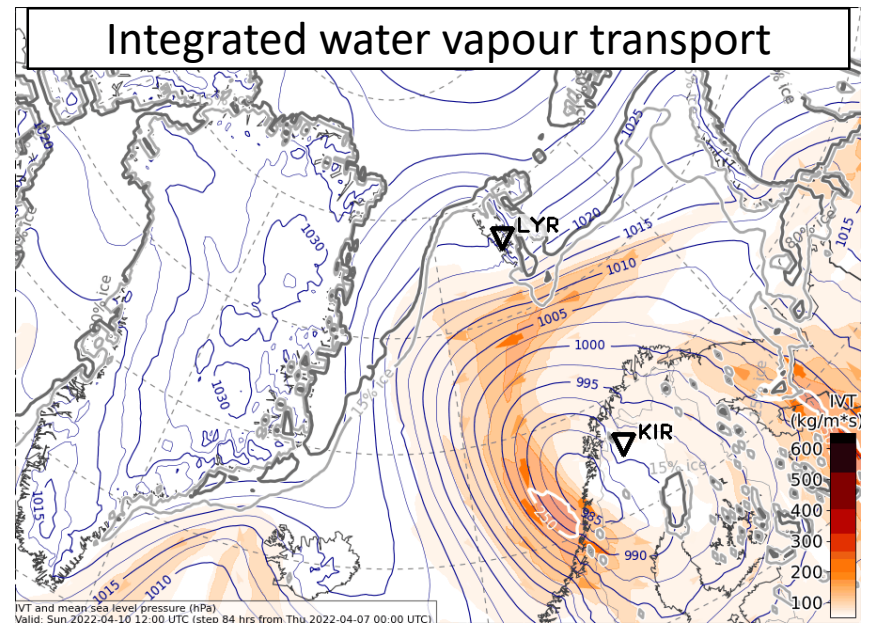 Integrated water vapour transport
1020
1025
LYR
1020
1015
1015
1010
1030
80% ice
1005
1000
995
1030
15% ice
IVT
(kg/m*s)
KIR
15% ice
600
500
400
300
200
100
250
985
990
1015
1015
1010
IVT and mean sea level pressure (hPa)
Valid: Sun 2022-04-10 12:00 UTC (step 84 hrs from Thu 2022-04-07 00:00 UTC)